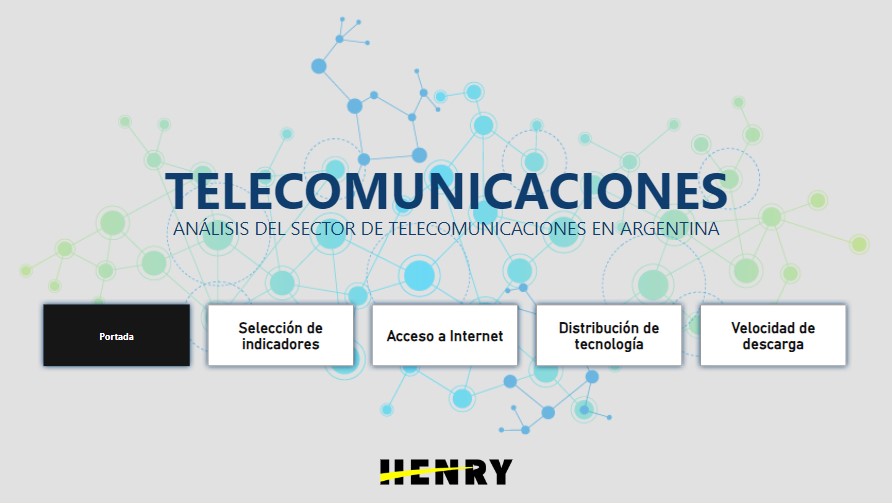 TELECOMUNICACIONES
ANÁLISIS DEL SECTOR DE TELECOMUNICACIONES EN ARGENTINA
Portada
Selección de
indicadores
Acceso a Internet
Distribución de
tecnología
Velocidad de
descarga
HENRY